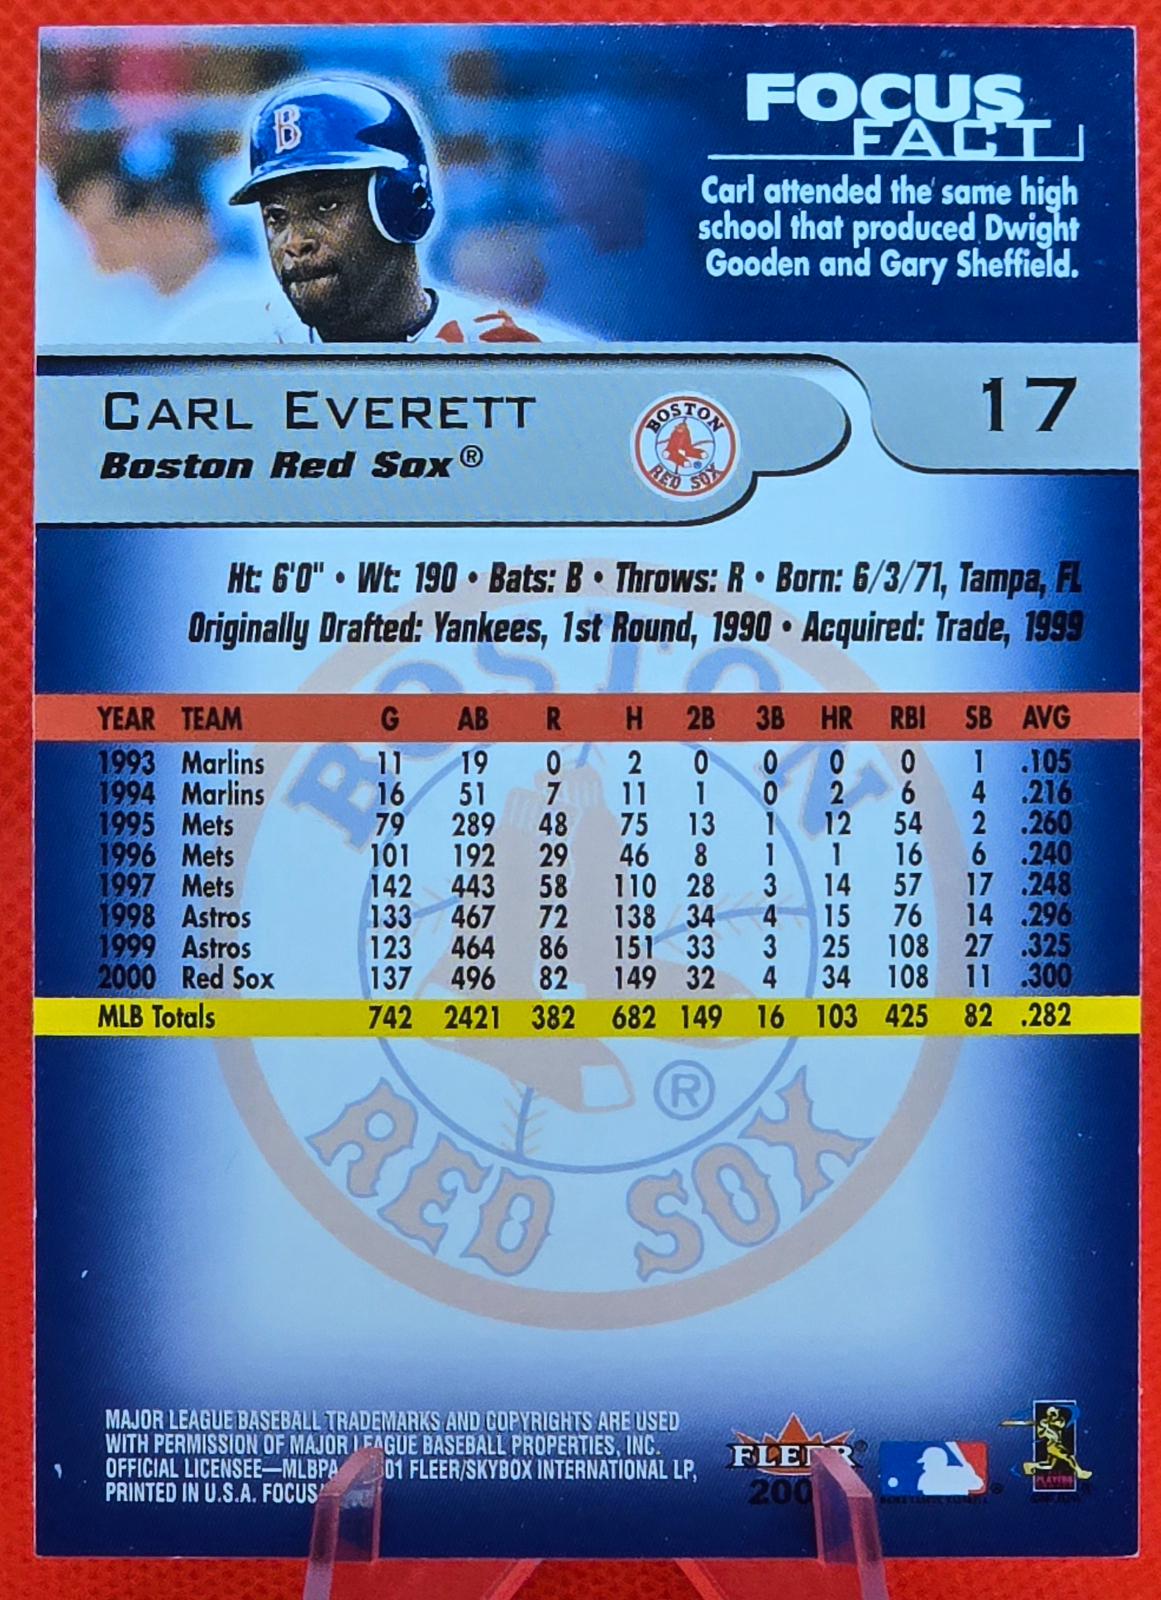 B
FOCUS
FACT
Carl attended the same high
school that produced Dwight
Gooden and Gary Sheffield.
CARL EVERETT
Boston Red Sox®
BOSTON
RED SOX
17
Ht: 6'0" • Wt: 190 • Bats: B • Throws: R • Born: 6/3/71, Tampa, FL
Originally Drafted: Yankees, 1st Round, 1990 • Acquired: Trade, 1999
BOSTON
YEAR TEAM G AB R H 2B 3B HR RBI SB AVG
1993 Marlins 11 19 0 2 0 0 0 0 1 .105
1994 Marlins 16 51 7 11 1 0 2 6 4 .216
1995 Mets 79 289 48 75 13 1 12 54 2 .260
1996 Mets 101 192 29 46 8 1 1 16 6 .240
1997 Mets 142 443 58 110 28 3 14 57 17 .248
1998 Astros 133 467 72 138 34 4 15 76 14 .296
1999 Astros 123 464 86 151 33 3 25 108 27 .325
2000 Red Sox 137 496 82 149 32 4 34 108 11 .300
MLB Totals 742 2421 382 682 149 16 103 425 82 .282
®
RED SOX
MAJOR LEAGUE BASEBALL TRADEMARKS AND COPYRIGHTS ARE USED
WITH PERMISSION OF MAJOR LEAGUE BASEBALL PROPERTIES, INC.
OFFICIAL LICENSEE—MLBPA 01 FLEER/SKYBOX INTERNATIONAL LP,
PRINTED IN U.S.A. FOCUS
FLEER®
200
PLAYERS